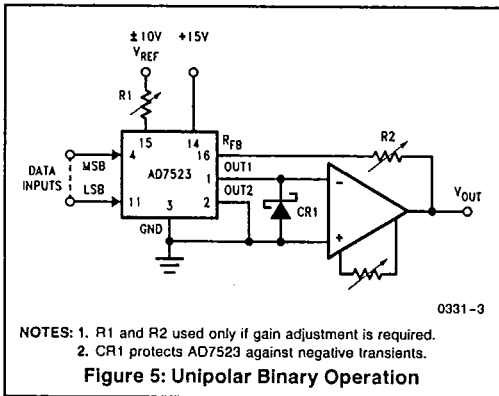 ±10V +15V
VREF
R1
15 14 RFB
16
R2
MSB
4
OUT1
1
DATA
INPUTS
AD7523
OUT2
2
LSB
11
3
GND
CR1
−
+
VOUT
0331-3
NOTES: 1. R1 and R2 used only if gain adjustment is required.
2. CR1 protects AD7523 against negative transients.
Figure 5: Unipolar Binary Operation